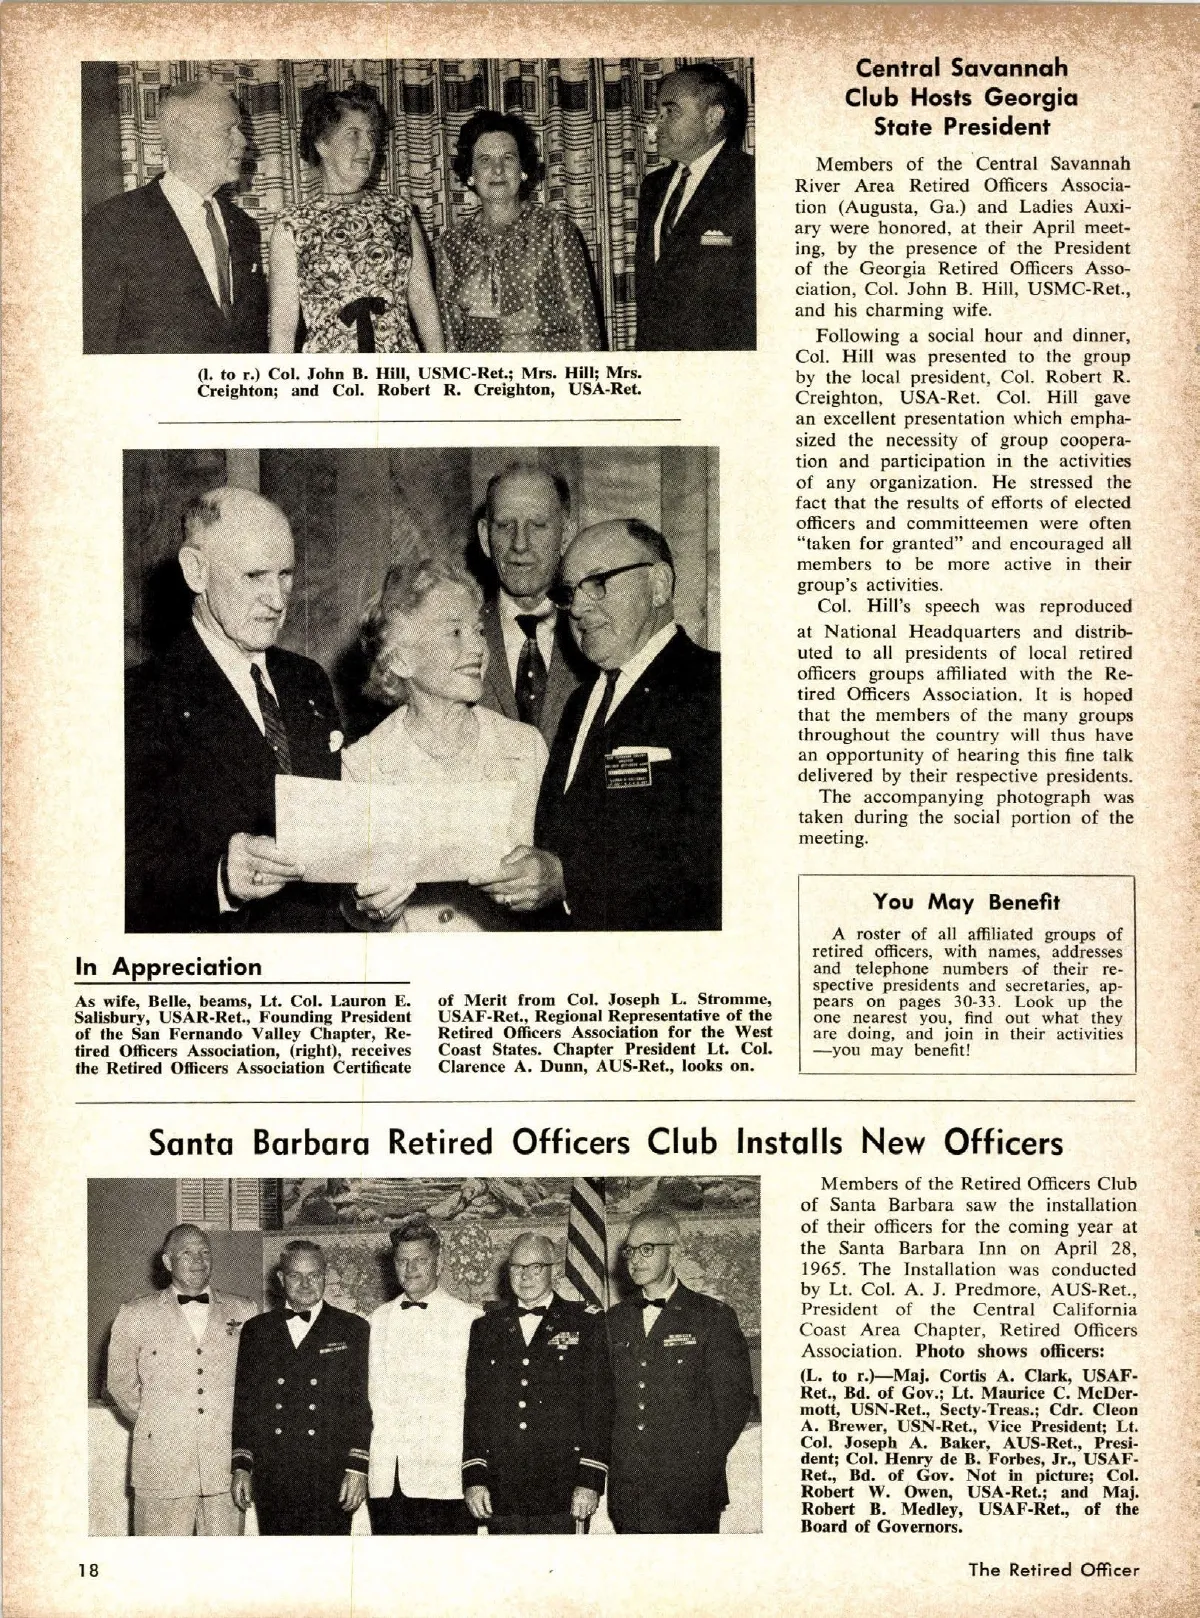 (l. to r.) Col. John B. Hill, USMC-Ret.; Mrs. Hill; Mrs.
Creighton; and Col. Robert R. Creighton, USA-Ret.
In Appreciation
As wife, Belle, beams, Lt. Col. Lauron E.
Salisbury, USAR-Ret., Founding President
of the San Fernando Valley Chapter, Re-
tired Officers Association, (right), receives
the Retired Officers Association Certificate
of Merit from Col. Joseph L. Stromme,
USAF-Ret., Regional Representative of the
Retired Officers Association for the West
Coast States. Chapter President Lt. Col.
Clarence A. Dunn, AUS-Ret., looks on.
Central Savannah
Club Hosts Georgia
State President
Members of the Central Savannah
River Area Retired Officers Associa-
tion (Augusta, Ga.) and Ladies Auxi-
ary were honored, at their April meet-
ing, by the presence of the President
of the Georgia Retired Officers Asso-
ciation, Col. John B. Hill, USMC-Ret.,
and his charming wife.
Following a social hour and dinner,
Col. Hill was presented to the group
by the local president, Col. Robert R.
Creighton, USA-Ret. Col. Hill gave
an excellent presentation which empha-
sized the necessity of group coopera-
tion and participation in the activities
of any organization. He stressed the
fact that the results of efforts of elected
officers and committeemen were often
“taken for granted” and encouraged all
members to be more active in their
group's activities.
Col. Hill's speech was reproduced
at National Headquarters and distrib-
uted to all presidents of local retired
officers groups affiliated with the Re-
tired Officers Association. It is hoped
that the members of the many groups
throughout the country will thus have
an opportunity of hearing this fine talk
delivered by their respective presidents.
The accompanying photograph was
taken during the social portion of the
meeting.
You May Benefit
A roster of all affiliated groups of
retired officers, with names, addresses
and telephone numbers of their re-
spective presidents and secretaries, ap-
pears on pages 30-33. Look up the
one nearest you, find out what they
are doing, and join in their activities
—you may benefit!
Santa Barbara Retired Officers Club Installs New Officers
Members of the Retired Officers Club
of Santa Barbara saw the installation
of their officers for the coming year at
the Santa Barbara Inn on April 28,
1965. The Installation was conducted
by Lt. Col. A. J. Predmore, AUS-Ret.,
President of the Central California
Coast Area Chapter, Retired Officers
Association. Photo shows officers:
(L. to r.)—Maj. Cortis A. Clark, USAF-
Ret., Bd. of Gov.; Lt. Maurice C. McDer-
mott, USN-Ret., Secty-Treas.; Cdr. Cleon
A. Brewer, USN-Ret., Vice President; Lt.
Col. Joseph A. Baker, AUS-Ret., Presi-
dent; Col. Henry de B. Forbes, Jr., USAF-
Ret., Bd. of Gov. Not in picture; Col.
Robert W. Owen, USA-Ret.; and Maj.
Robert B. Medley, USAF-Ret., of the
Board of Governors.
18
The Retired Officer